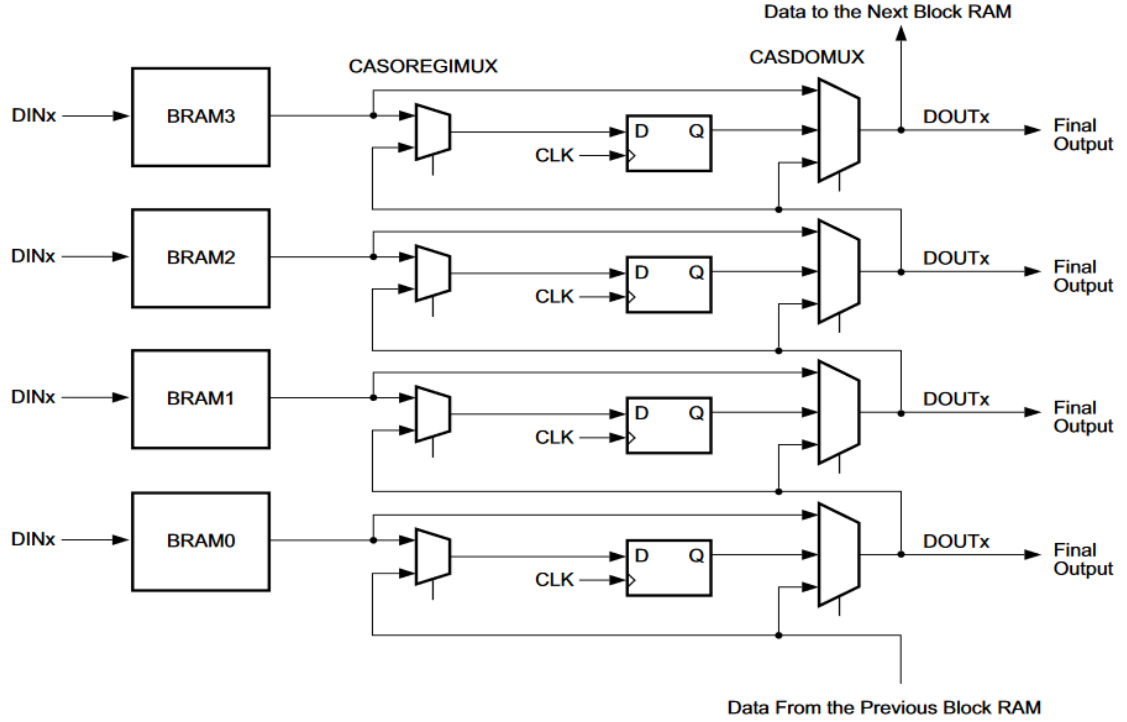 Data to the Next Block RAM
CASOREGIMUX
CASDOMUX
DINx
BRAM3
D
Q
CLK
DOUTx
Final
Output
DINx
BRAM2
D
Q
CLK
DOUTx
Final
Output
DINx
BRAM1
D
Q
CLK
DOUTx
Final
Output
DINx
BRAM0
D
Q
CLK
DOUTx
Final
Output
Data From the Previous Block RAM